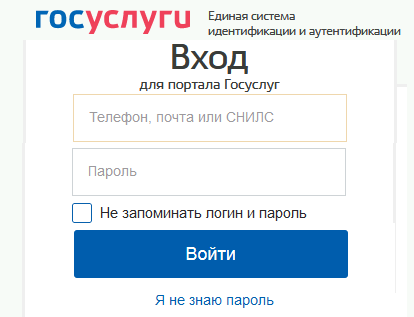 госуслуги
Единая система
идентификации и аутентификации
Вход
для портала Госуслуг
Телефон, почта или СНИЛС
Пароль
Не запоминать логин и пароль
Войти
Я не знаю пароль